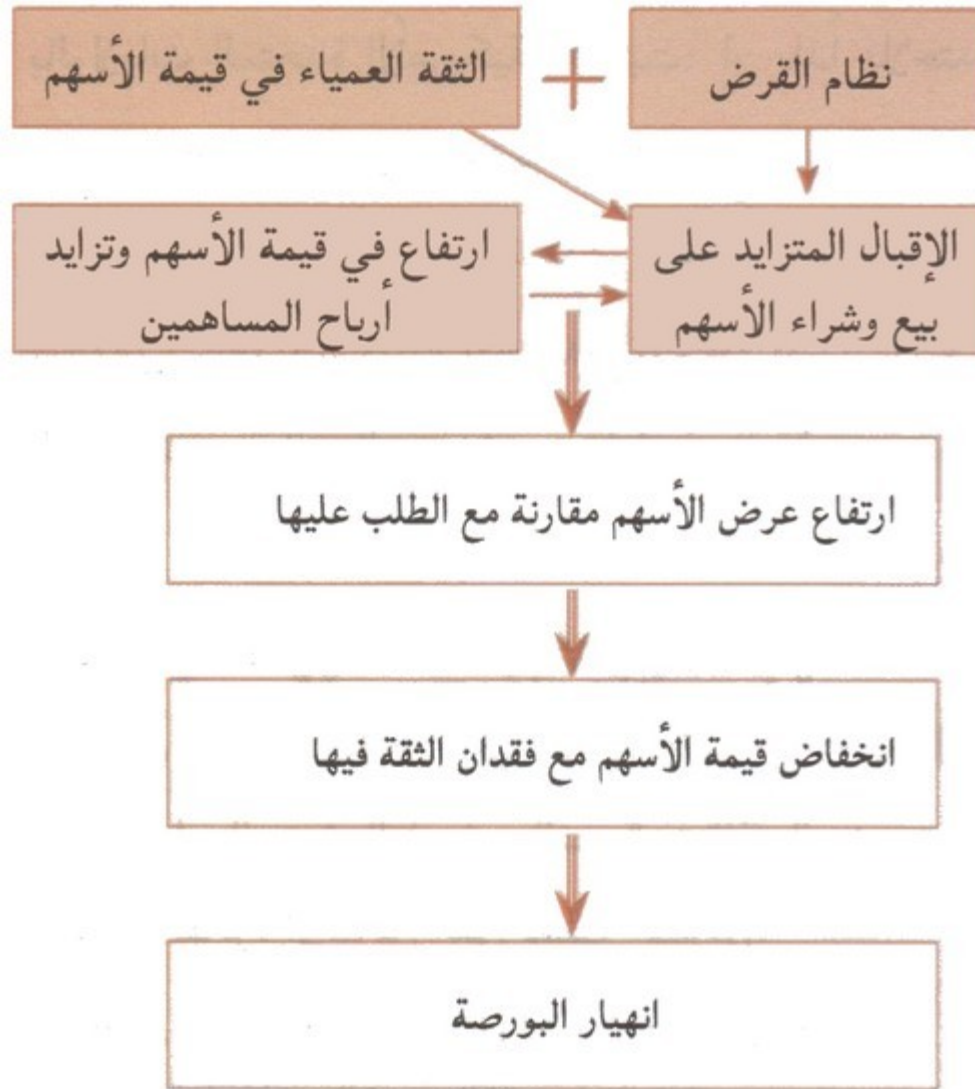 نظام القرض
+
الثقة العمياء في قيمة الأسهم
الإقبال المتزايد على
بيع وشراء الأسهم
ارتفاع في قيمة الأسهم وتزايد
أرباح المساهمين
ارتفاع عرض الأسهم مقارنة مع الطلب عليها
انخفاض قيمة الأسهم مع فقدان الثقة فيها
انهيار البورصة